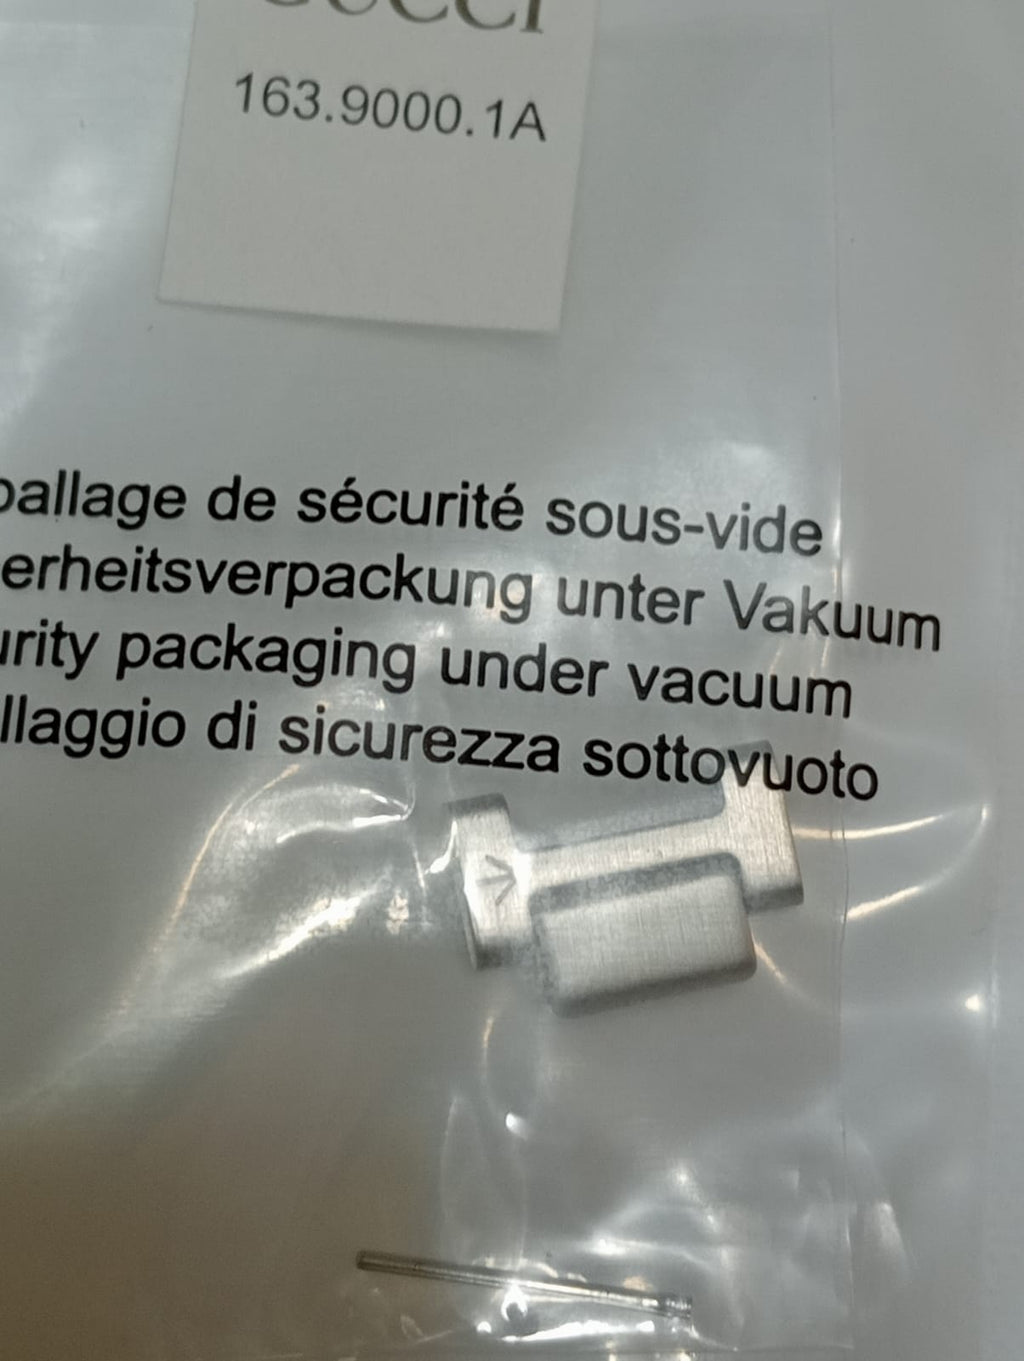 GUCCI
163.9000.1A
ballage de sécurité sous-vide
erheitsverpackung unter Vakuum
urity packaging under vacuum
llaggio di sicurezza sottovuoto